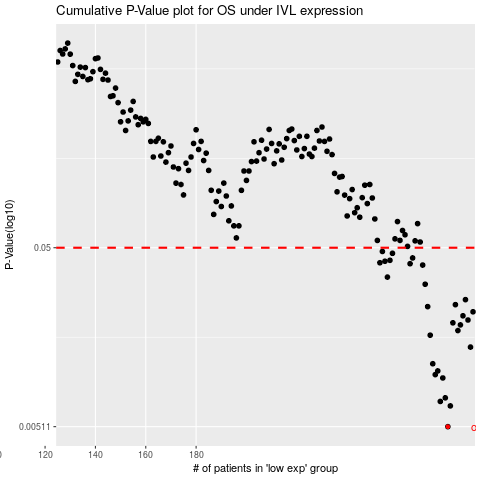 Cumulative P-Value plot for OS under IVL expression
P-Value(log10)
0.05
0.00511
0
120
140
160
180
# of patients in 'low exp' group